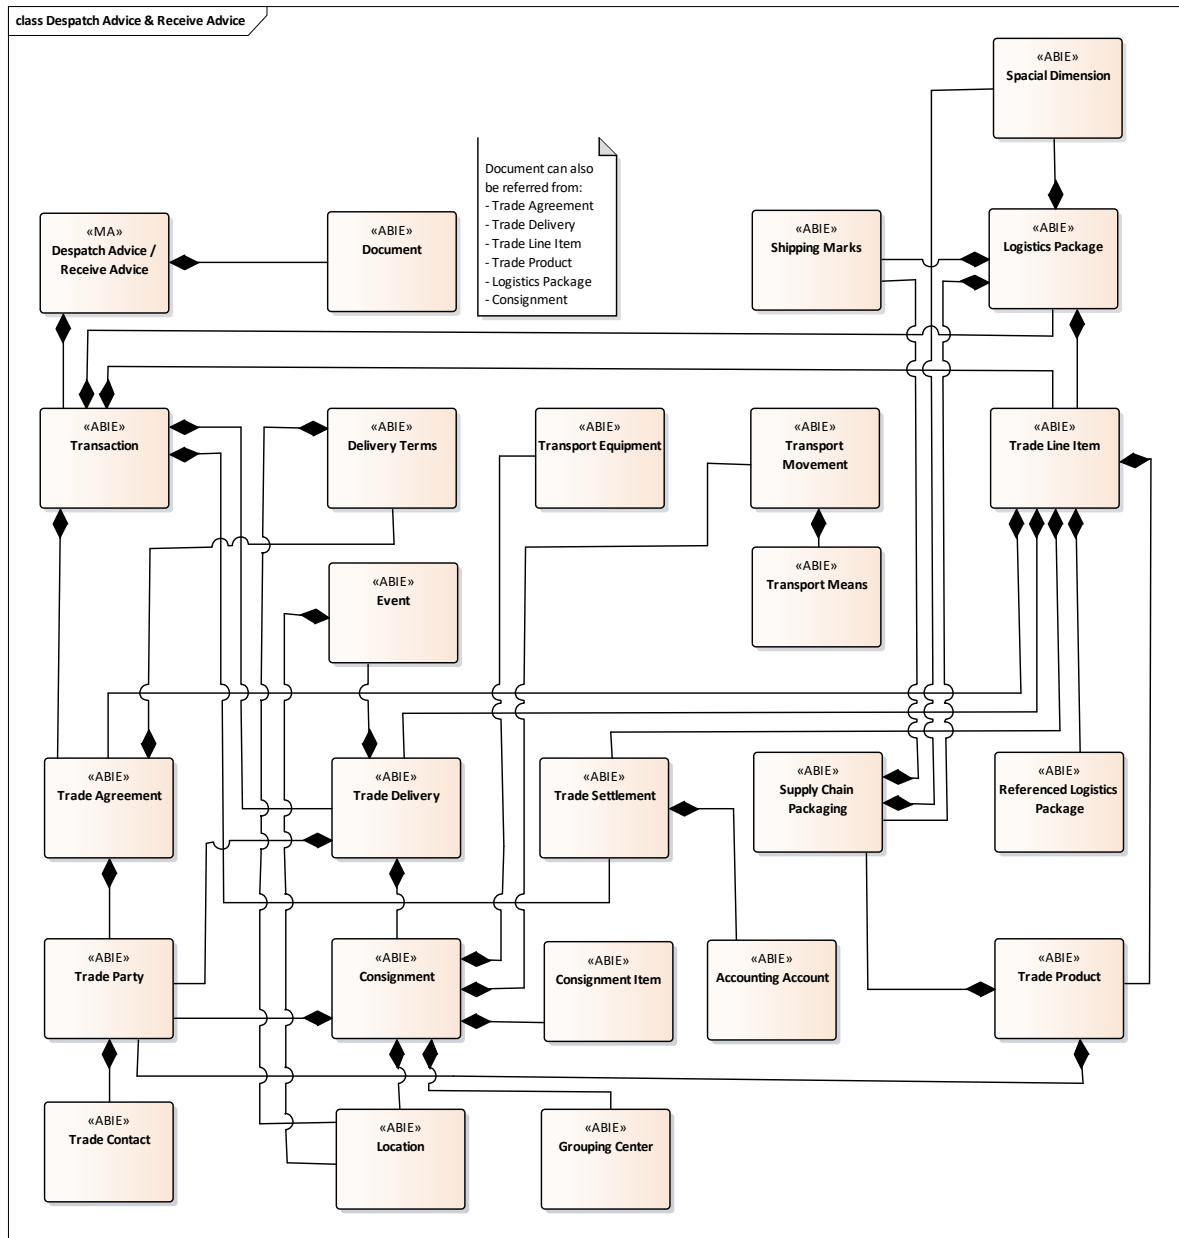 class Despatch Advice & Receive Advice
«ABIE»
Spacial Dimension
Document can also
be referred from:
- Trade Agreement
- Trade Delivery
- Trade Line Item
- Trade Product
- Logistics Package
- Consignment
«MA»
Despatch Advice /
Receive Advice
«ABIE»
Document
«ABIE»
Shipping Marks
«ABIE»
Logistics Package
«ABIE»
Transaction
«ABIE»
Delivery Terms
«ABIE»
Transport Equipment
«ABIE»
Transport
Movement
«ABIE»
Trade Line Item
«ABIE»
Event
«ABIE»
Transport Means
«ABIE»
Trade Agreement
«ABIE»
Trade Delivery
«ABIE»
Trade Settlement
«ABIE»
Supply Chain
Packaging
«ABIE»
Referenced Logistics
Package
«ABIE»
Trade Party
«ABIE»
Consignment
«ABIE»
Consignment Item
«ABIE»
Accounting Account
«ABIE»
Trade Product
«ABIE»
Trade Contact
«ABIE»
Location
«ABIE»
Grouping Center